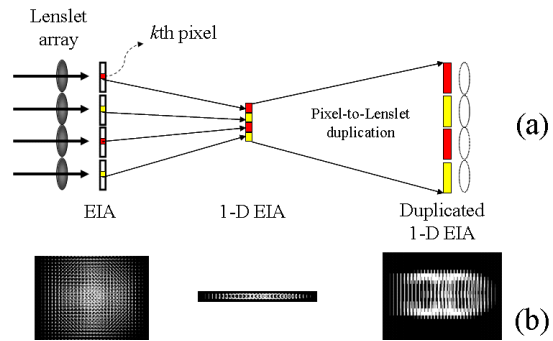 Lenslet
array
kth pixel
Pixel-to-Lenslet
duplication
(a)
EIA
1-D EIA
Duplicated
1-D EIA
(b)